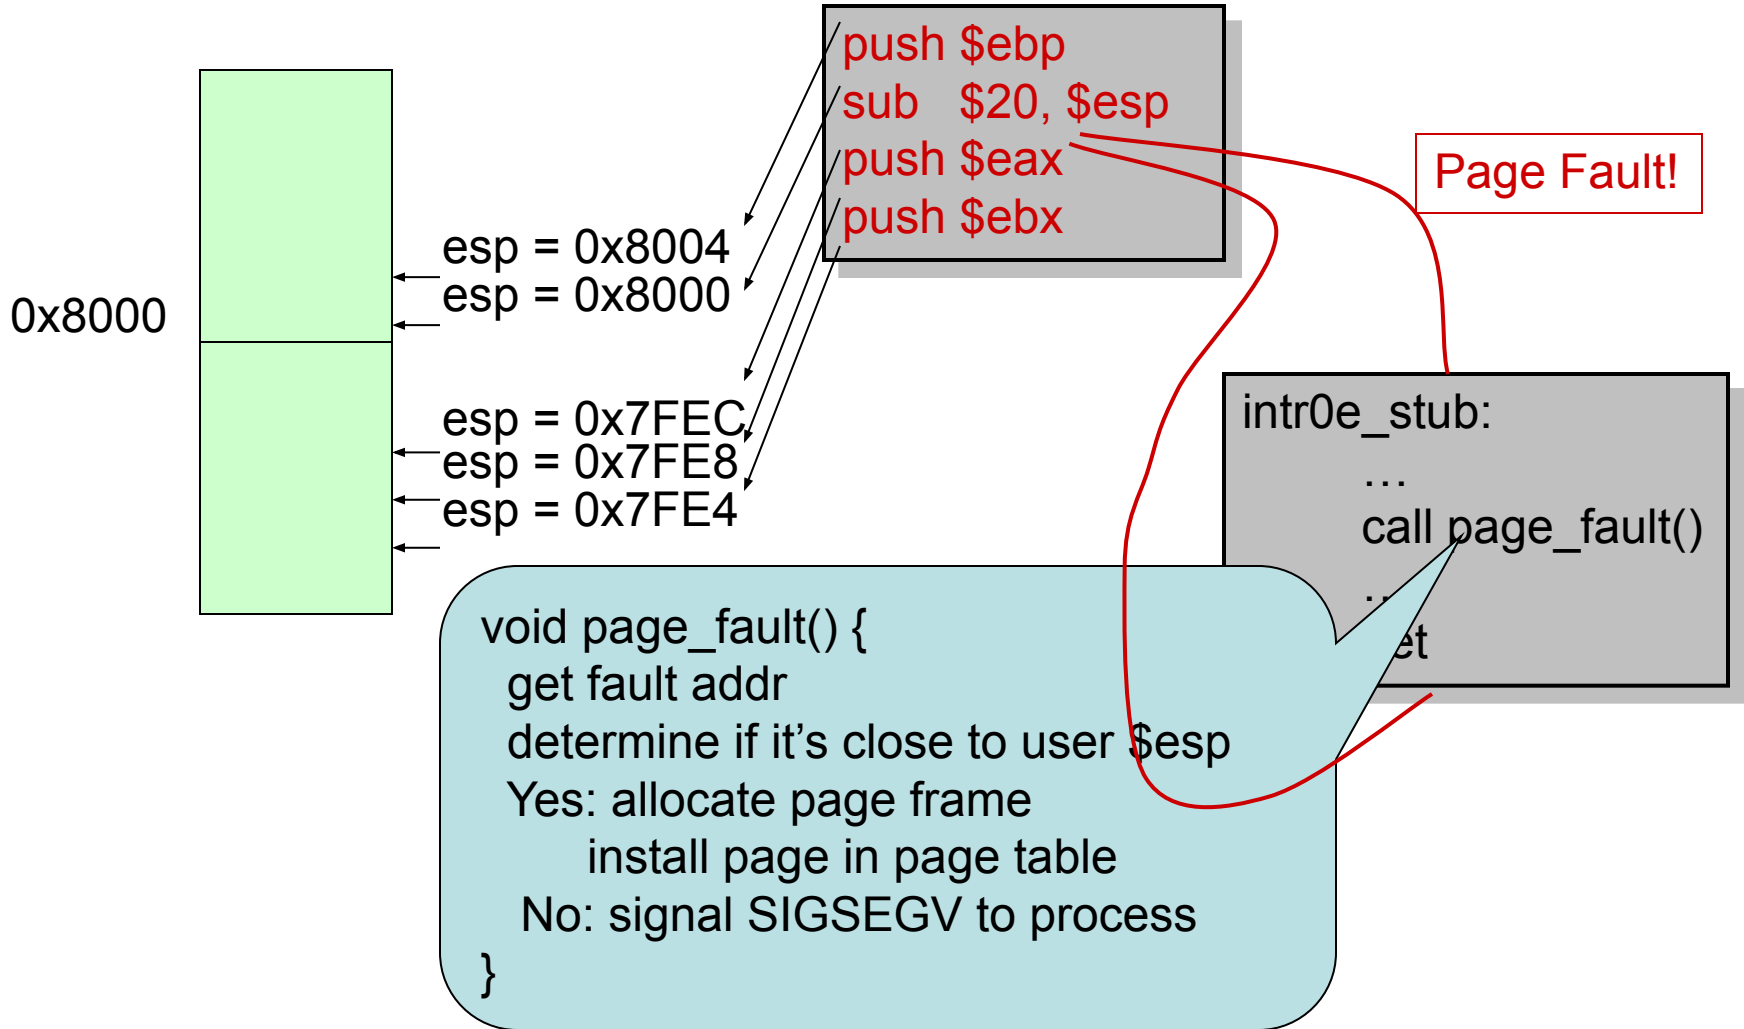 push $ebp
sub $20, $esp
push $eax
push $ebx
Page Fault!
esp = 0x8004
esp = 0x8000
0x8000
esp = 0x7FEC
esp = 0x7FE8
esp = 0x7FE4
intr0e_stub:
…
call page_fault()
…
et
void page_fault() {
get fault addr
determine if it’s close to user $esp
Yes: allocate page frame
install page in page table
No: signal SIGSEGV to process
}